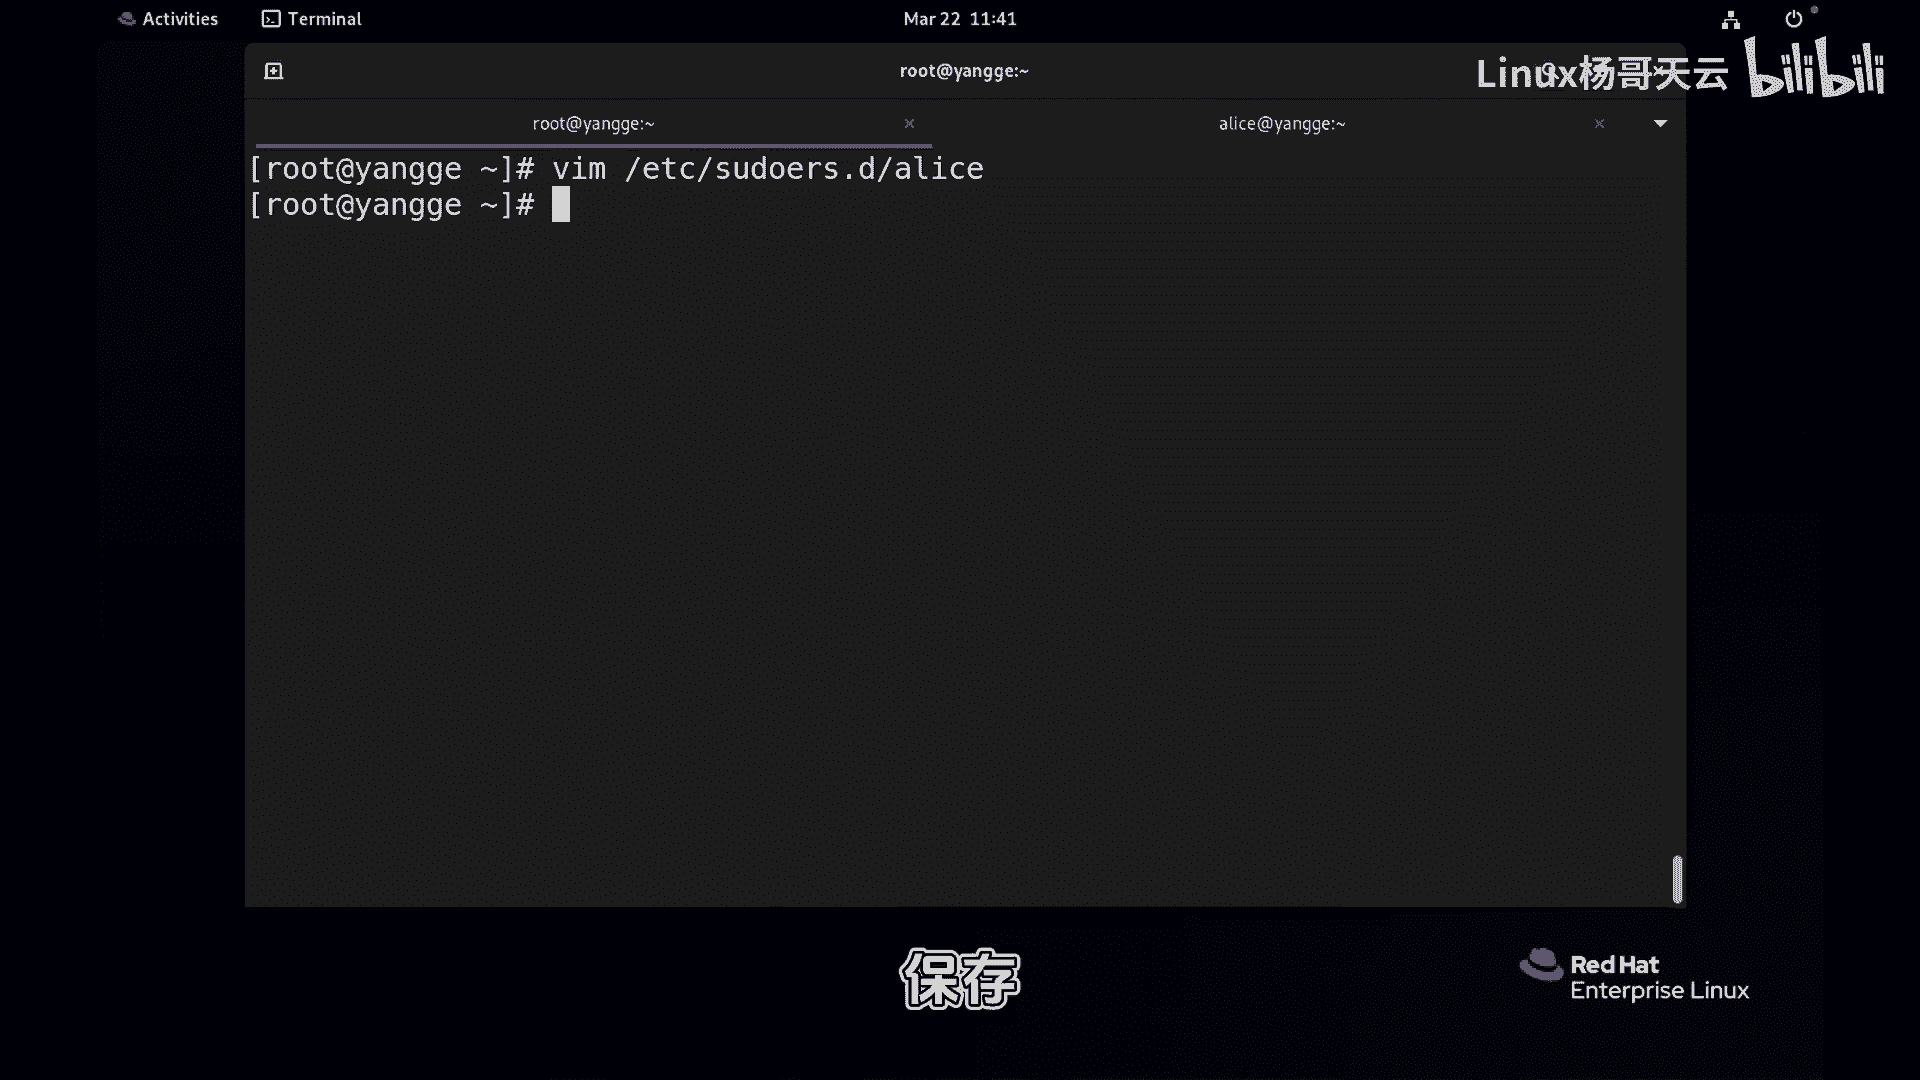 Activities
Terminal
Mar 22 11:41
root@yangge:~
Linux杨哥天云 bilibili
root@yangge:~
alice@yangge:~
[root@yangge ~]# vim /etc/sudoers.d/alice
[root@yangge ~]#
保存
Red Hat
Enterprise Linux